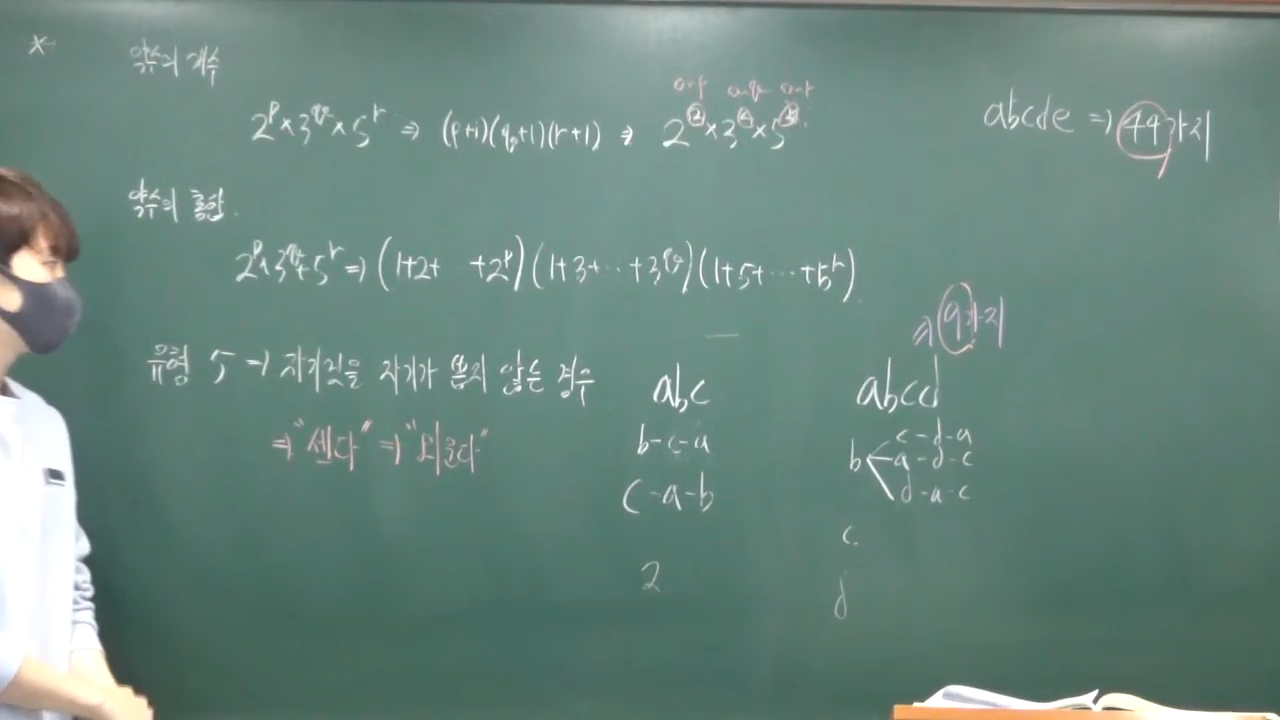 *
약수의 개수
2^p×3^q×5^r ⇒ (p+1)(q+1)(r+1) ⇒ 2^②×3^④×5^③
약수의 총합.
2^p×3^q×5^r ⇒ (1+2+ +2^p)(1+3+⋯+3^q)(1+5+⋯+5^r).
유형 5 → 자기것을 자기가 뽑지 않는 경우
⇒ "센다" ⇒ "외운다"
abc
b-c-a
c-a-b
2
⇒ 9가지
abcd
b
c-d-a
a-d-c
d-a-c
c
d
abcde ⇒ 44가지